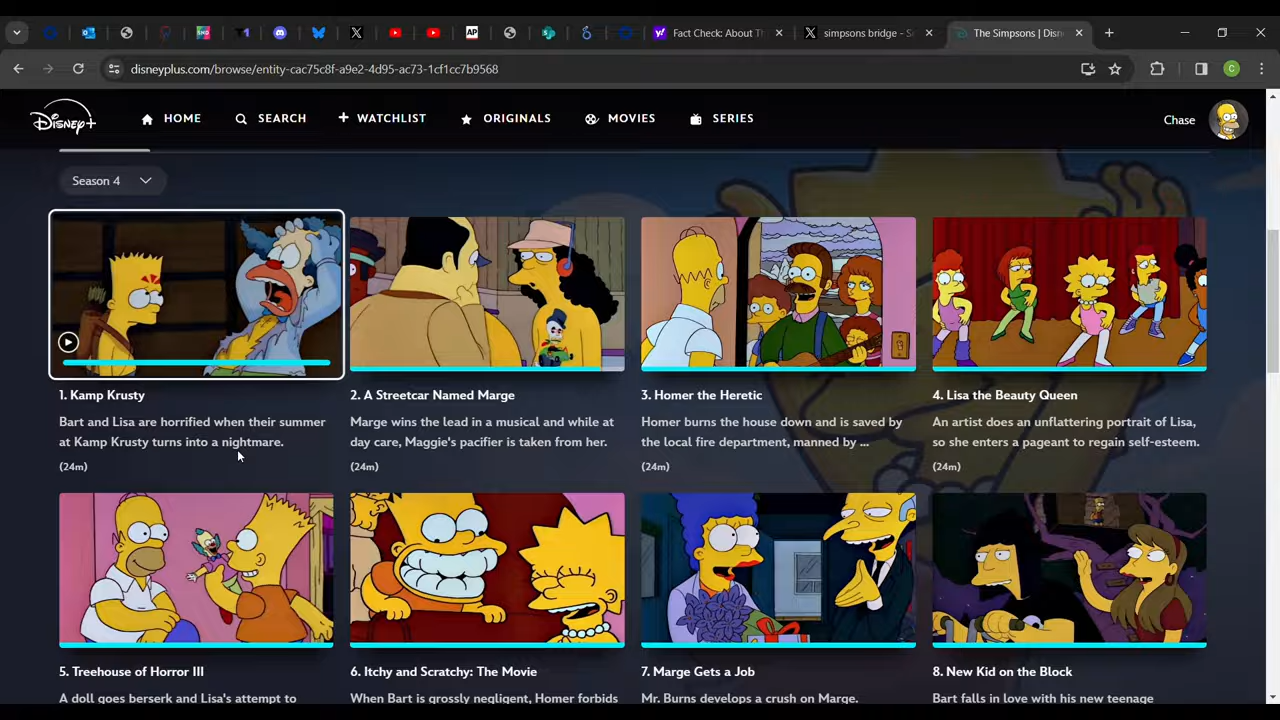 Fact Check: About Th
simpsons bridge - Se
The Simpsons | Disn
disneyplus.com/browse/entity-cac75c8f-a9e2-4d95-ac73-1cf1cc7b9568
C
Disney+
HOME
SEARCH
WATCHLIST
ORIGINALS
MOVIES
SERIES
Chase
Season 4
1. Kamp Krusty
Bart and Lisa are horrified when their summer
at Kamp Krusty turns into a nightmare.
(24m)
2. A Streetcar Named Marge
Marge wins the lead in a musical and while at
day care, Maggie's pacifier is taken from her.
(24m)
3. Homer the Heretic
Homer burns the house down and is saved by
the local fire department, manned by ...
(24m)
4. Lisa the Beauty Queen
An artist does an unflattering portrait of Lisa,
so she enters a pageant to regain self-esteem.
(24m)
5. Treehouse of Horror III
A doll goes berserk and Lisa's attempt to
6. Itchy and Scratchy: The Movie
When Bart is grossly negligent, Homer forbids
7. Marge Gets a Job
Mr. Burns develops a crush on Marge.
8. New Kid on the Block
Bart falls in love with his new teenage